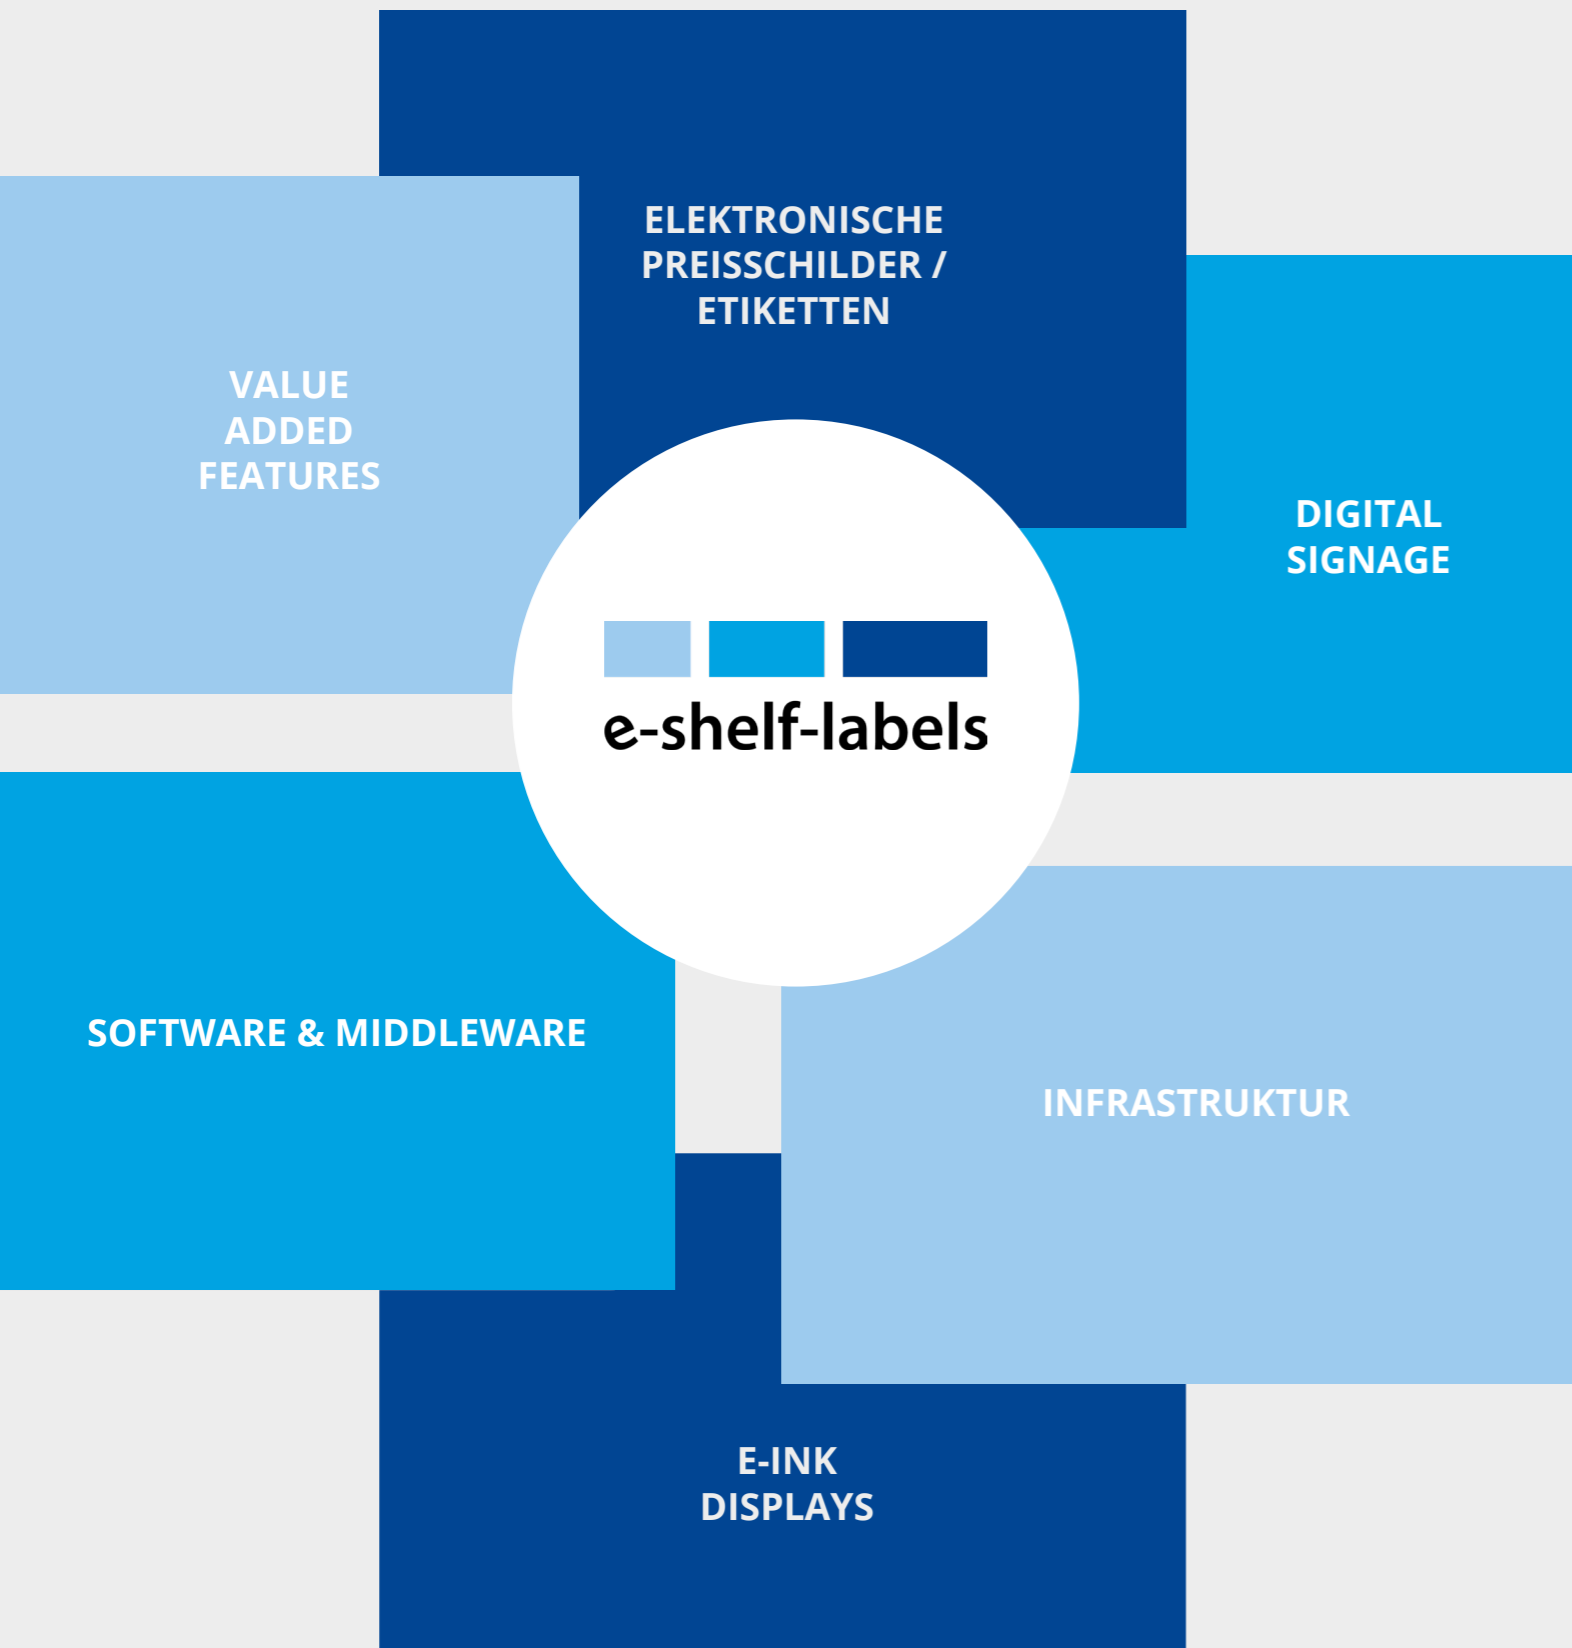 ELEKTRONISCHE
PREISSCHILDER /
ETIKETTEN
VALUE
ADDED
FEATURES
DIGITAL
SIGNAGE
e-shelf-labels
SOFTWARE & MIDDLEWARE
INFRASTRUKTUR
E-INK
DISPLAYS